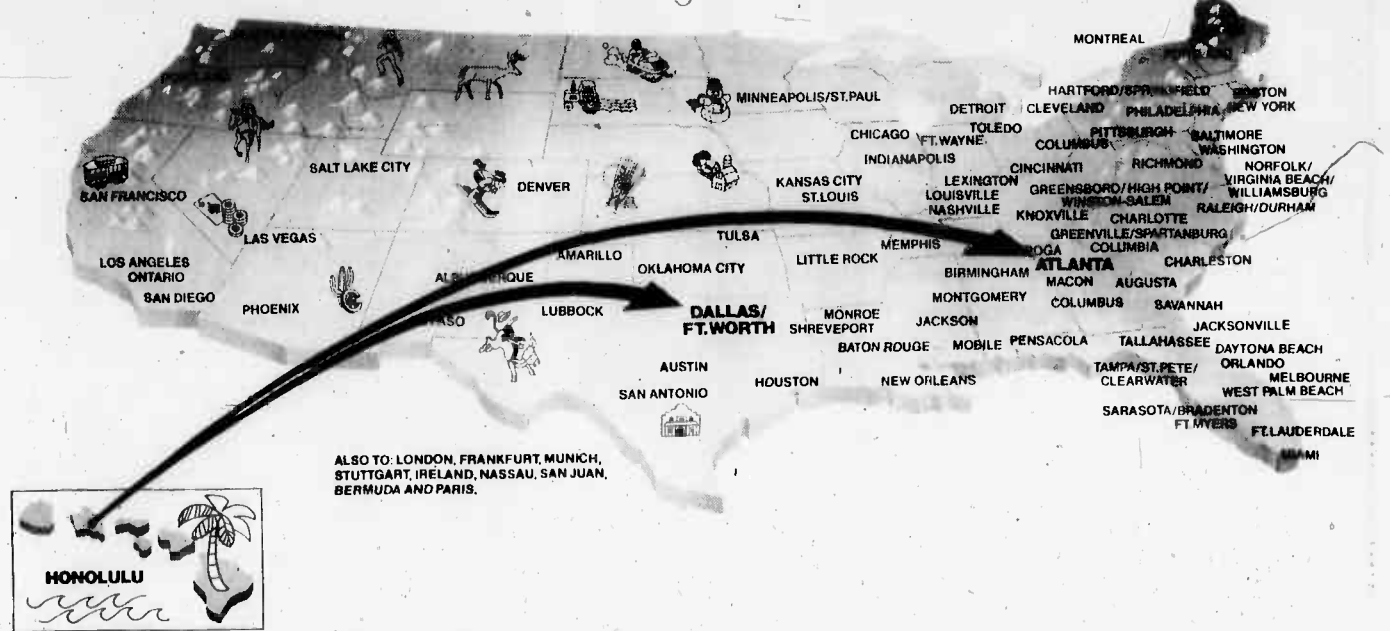 MONTREAL
PORTLAND
MINNEAPOLIS/ST.PAUL
HARTFORD/SPRINGFIELD
BOSTON
DETROIT
CLEVELAND
PHILADELPHIA
NEW YORK
CHICAGO
FT.WAYNE
TOLEDO
COLUMBUS
PITTSBURGH
BALTIMORE
WASHINGTON
INDIANAPOLIS
CINCINNATI
RICHMOND
NORFOLK/
VIRGINIA BEACH/
WILLIAMSBURG
SALT LAKE CITY
DENVER
KANSAS CITY
ST.LOUIS
LEXINGTON
LOUISVILLE
NASHVILLE
GREENSBORO/HIGH POINT/
WINSTON-SALEM
RALEIGH/DURHAM
SAN FRANCISCO
KNOXVILLE
CHARLOTTE
LAS VEGAS
TULSA
MEMPHIS
GREENVILLE/SPARTANBURG/
COLUMBIA
OGA
ATLANTA
CHARLESTON
LOS ANGELES
ONTARIO
AMARILLO
ALBUQUERQUE
OKLAHOMA CITY
LITTLE ROCK
BIRMINGHAM
MACON
AUGUSTA
SAN DIEGO
PHOENIX
PASO
LUBBOCK
DALLAS/
FT.WORTH
MONROE
SHREVEPORT
JACKSON
MONTGOMERY
COLUMBUS
SAVANNAH
BATON ROUGE
MOBILE
PENSACOLA
TALLAHASSEE
JACKSONVILLE
DAYTONA BEACH
ORLANDO
AUSTIN
SAN ANTONIO
HOUSTON
NEW ORLEANS
TAMPA/ST.PETE/
CLEARWATER
MELBOURNE
WEST PALM BEACH
SARASOTA/BRADENTON
FT.MYERS
FT.LAUDERDALE
MIAMI
ALSO TO: LONDON, FRANKFURT, MUNICH,
STUTTGART, IRELAND, NASSAU, SAN JUAN,
BERMUDA AND PARIS.
HONOLULU